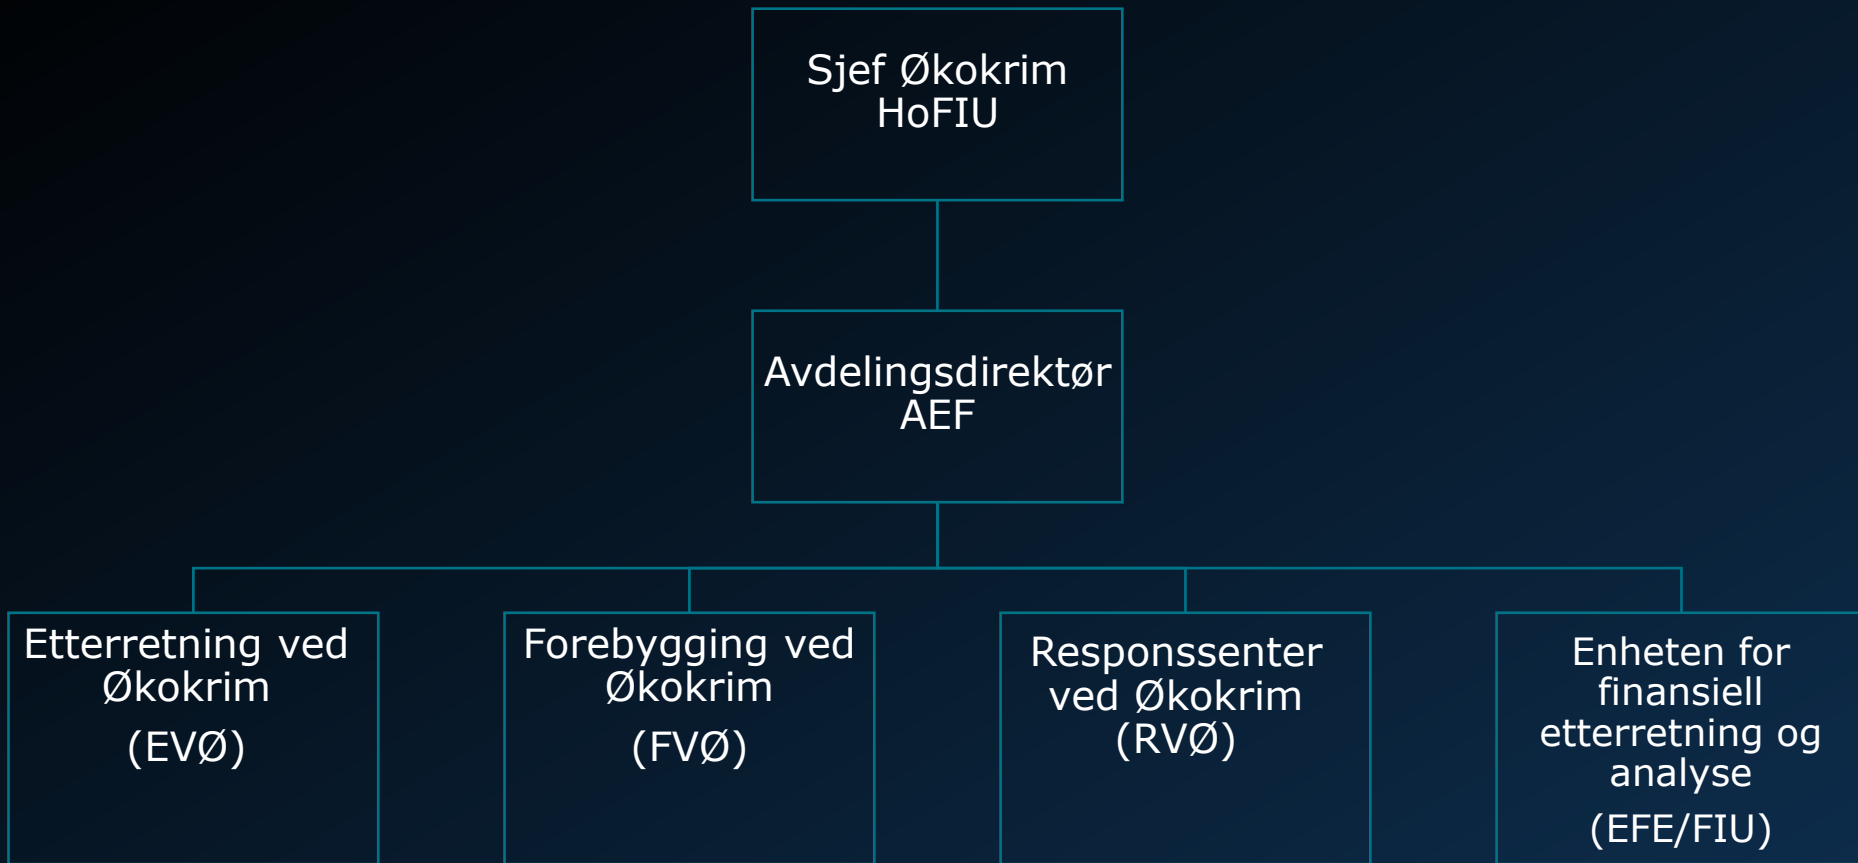 Sjef Økokrim
HoFIU
Avdelingsdirektør
AEF
Etterretning ved
Økokrim
(EVØ)
Forebygging ved
Økokrim
(FVØ)
Responssenter
ved Økokrim
(RVØ)
Enheten for
finansiell
etterretning og
analyse
(EFE/FIU)